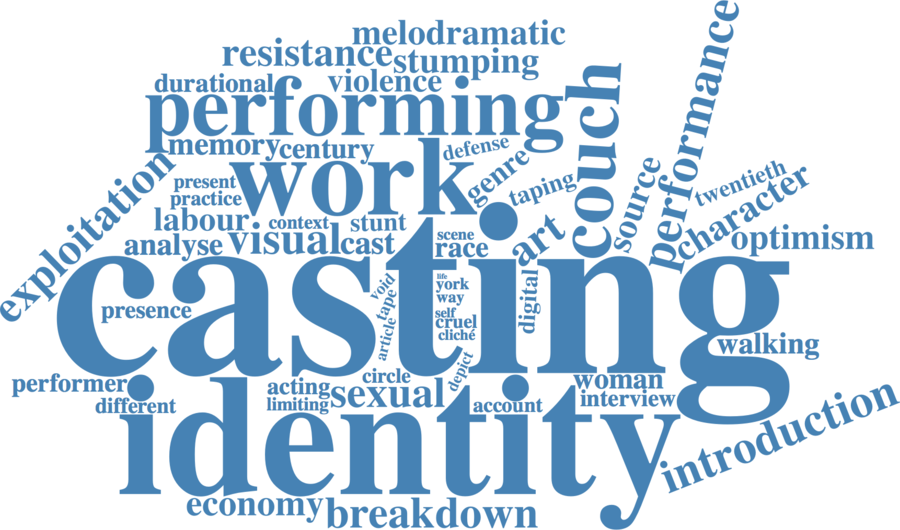 melodramatic
resistance
stumping
durational
violence
performing
couch
performance
memory
century
defense
work
genre
taping
exploitation
present
practice
source
twentieth
character
labour
context
stunt
art
analyse
visual
cast
scene
race
optimism
casting
presence
void
tape
article
life
york
way
self
cruel
cliché
digital
walking
performer
different
acting
limiting
circle
sexual
depict
account
woman
interview
identity
introduction
economy
breakdown